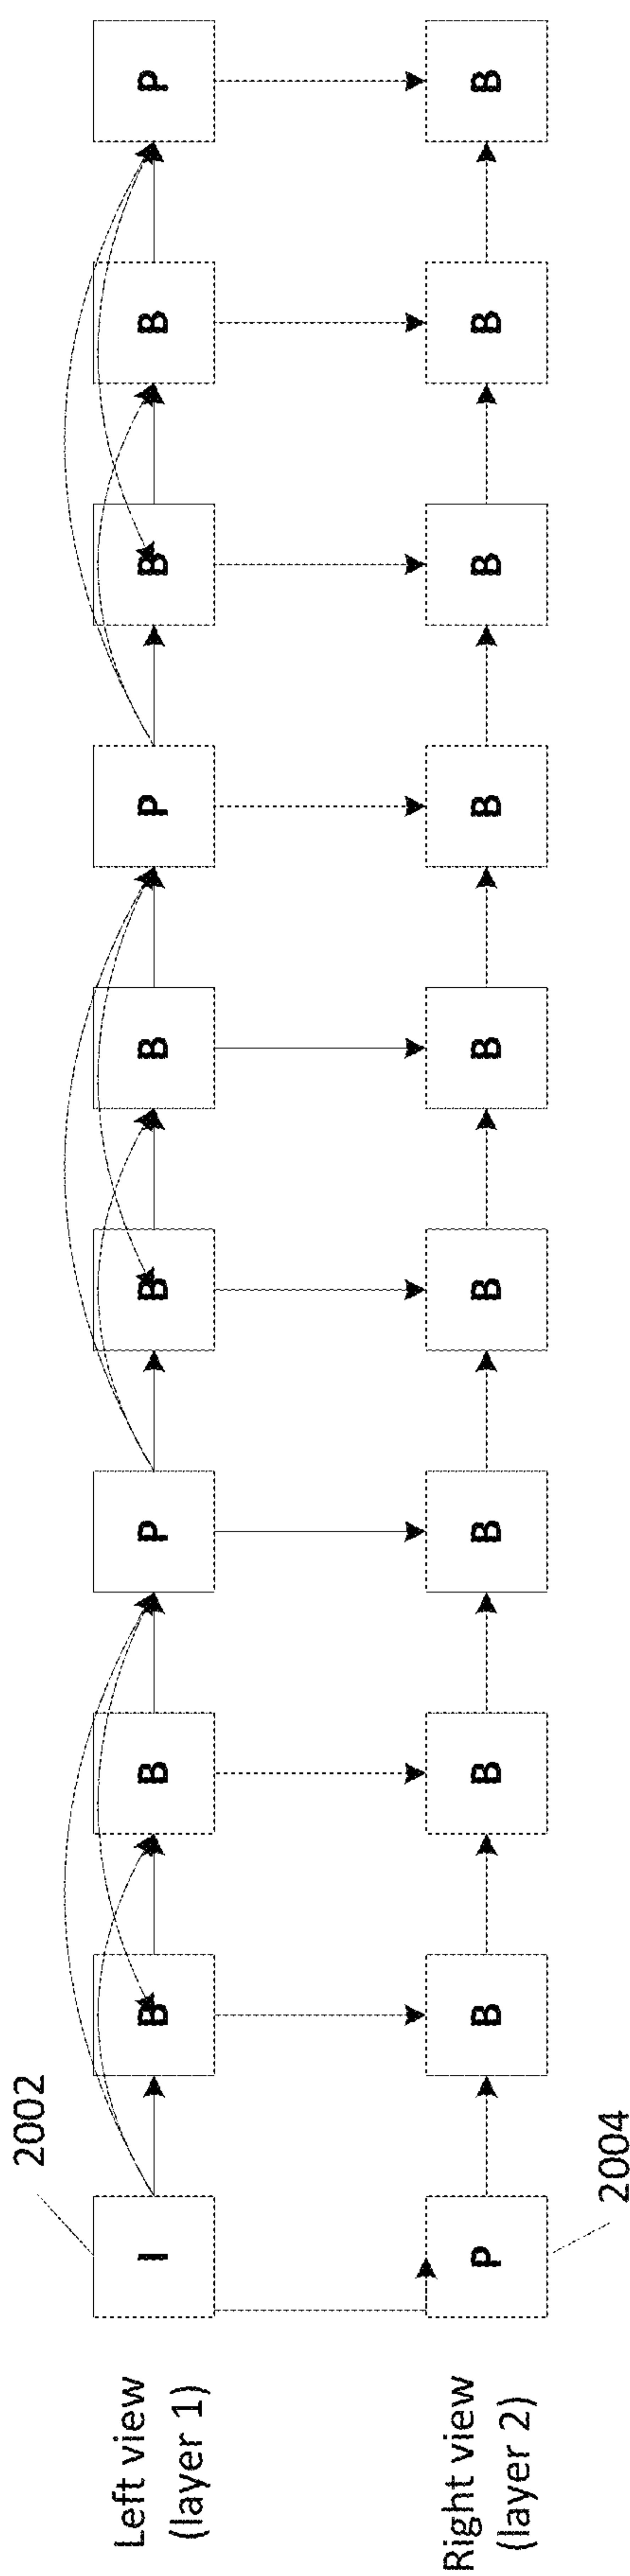 2002
Left view
(layer 1)
I B B P B B P B B P
Right view
(layer 2)
P B B B B B B B B B
2004